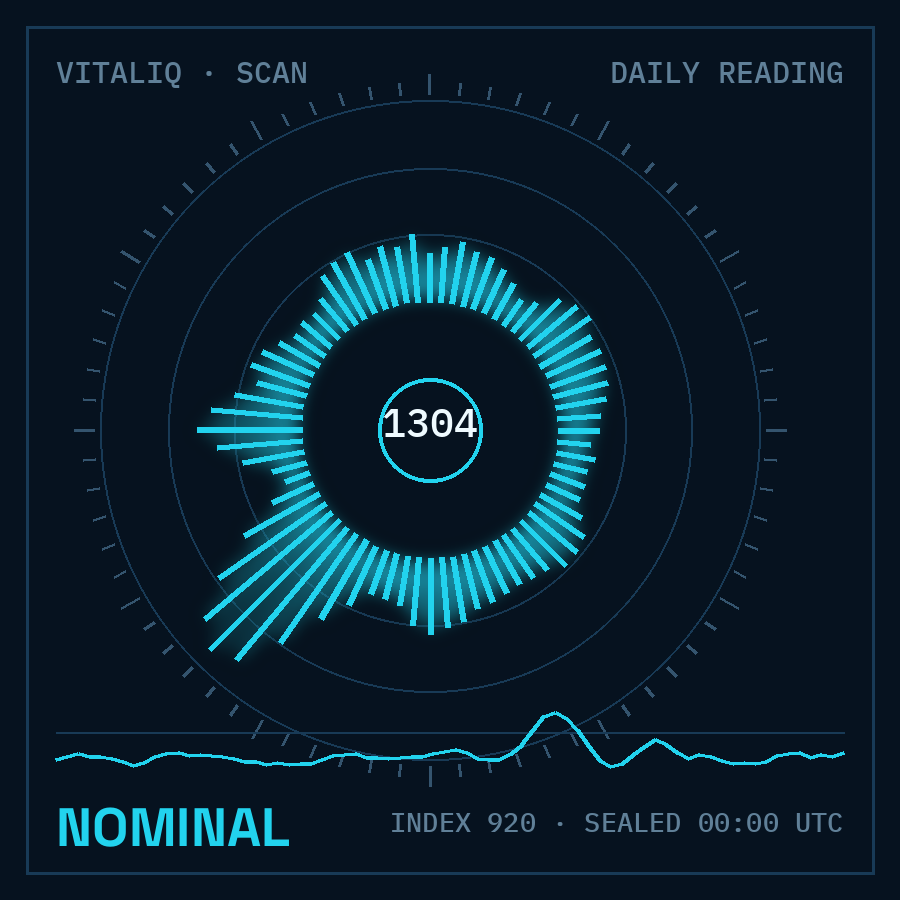 VITALIQ · SCAN
DAILY READING
1304
NOMINAL
INDEX 920 · SEALED 00:00 UTC